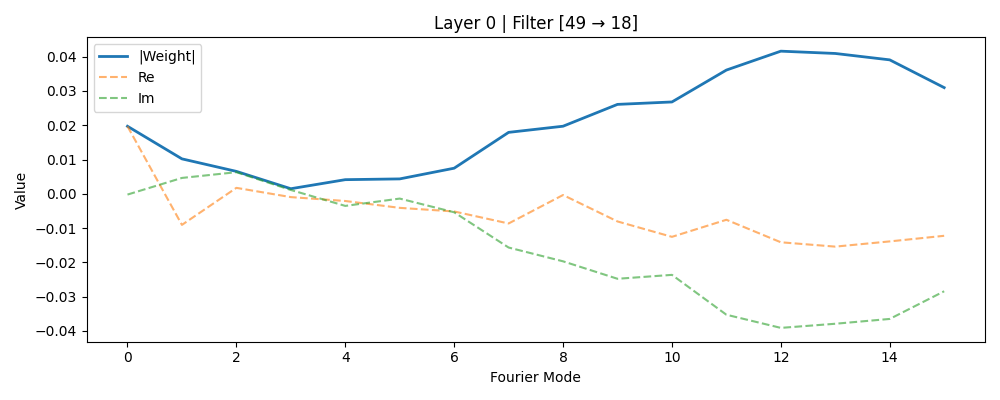 Layer 0 | Filter [49 → 18]
|Weight|
Re
Im
0.04
0.03
0.02
0.01
0.00
−0.01
−0.02
−0.03
−0.04
Value
0 2 4 6 8 10 12 14
Fourier Mode